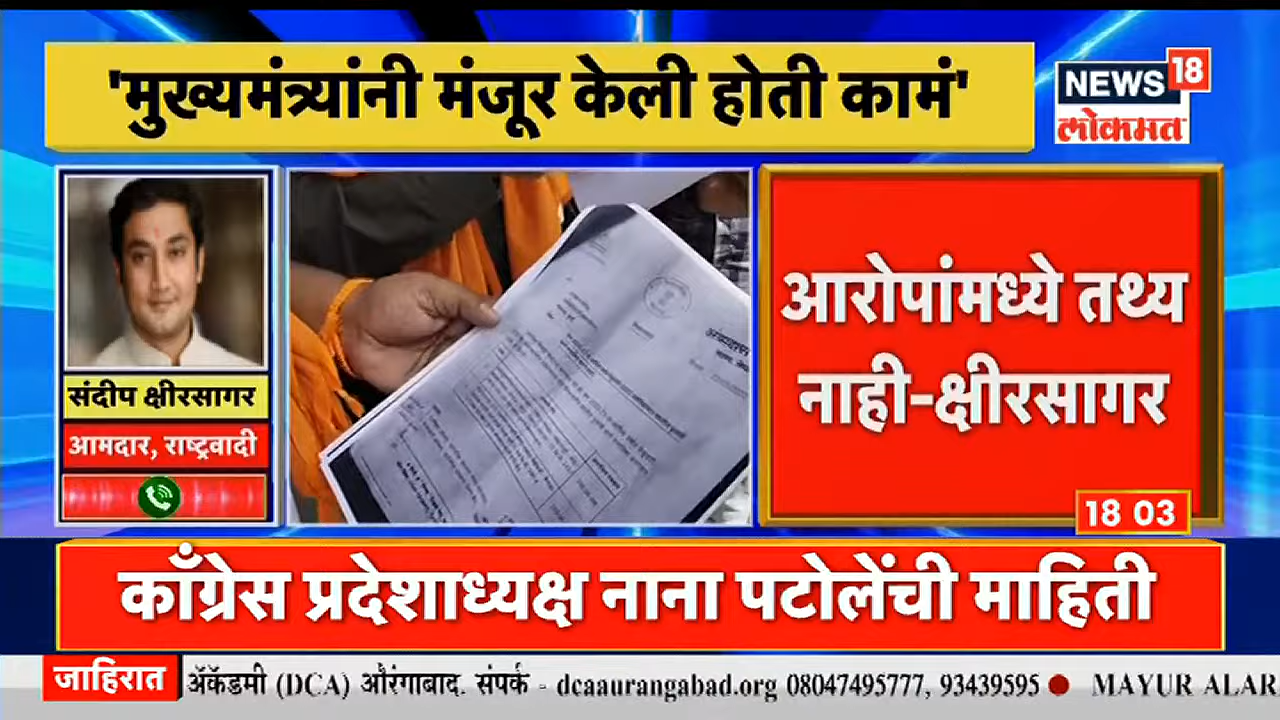 'मुख्यमंत्र्यांनी मंजूर केली होती कामं'
NEWS 18
लोकमत
संदीप क्षीरसागर
आमदार, राष्ट्रवादी
आरोपांमध्ये तथ्य
नाही-क्षीरसागर
18 03
काँग्रेस प्रदेशाध्यक्ष नाना पटोलेंची माहिती
जाहिरात
ॲकॅडमी (DCA) औरंगाबाद. संपर्क - dcaaurangabad.org 08047495777, 93439595 ● MAYUR ALAR